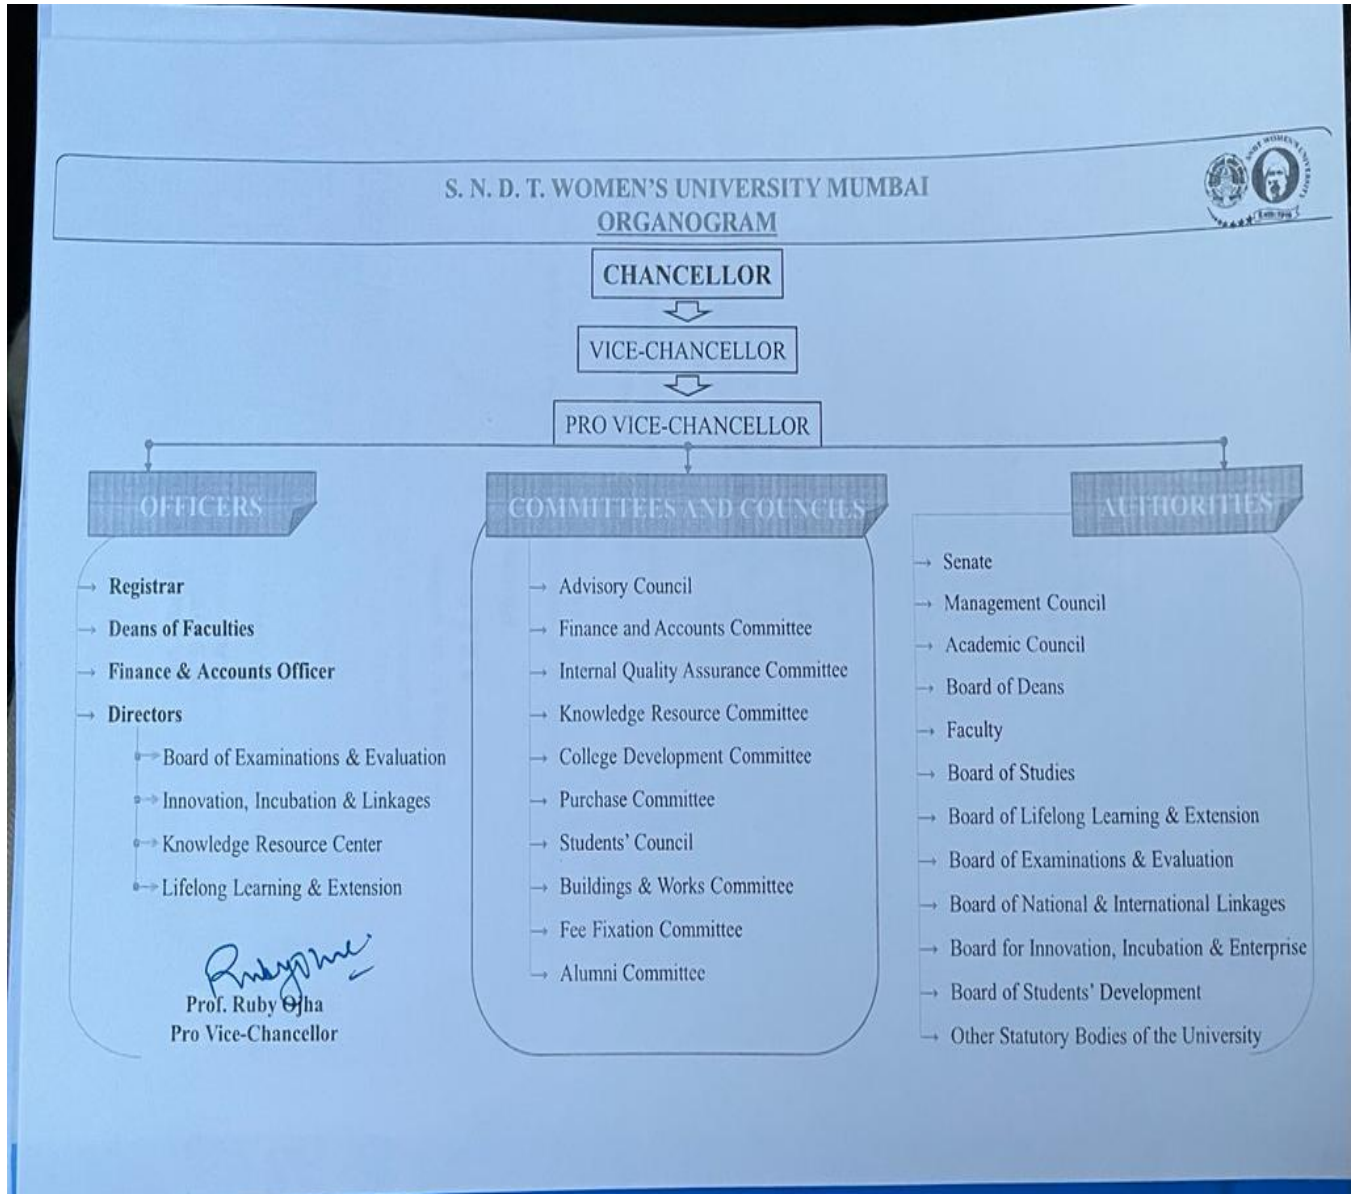 S. N. D. T. WOMEN'S UNIVERSITY MUMBAI
ORGANOGRAM
CHANCELLOR
VICE-CHANCELLOR
PRO VICE-CHANCELLOR
OFFICERS
Registrar
Deans of Faculties
Finance & Accounts Officer
Directors
Board of Examinations & Evaluation
Innovation, Incubation & Linkages
Knowledge Resource Center
Lifelong Learning & Extension
Prof. Ruby Ojha
Pro Vice-Chancellor
COMMITTEES AND COUNCILS
Advisory Council
Finance and Accounts Committee
Internal Quality Assurance Committee
Knowledge Resource Committee
College Development Committee
Purchase Committee
Students' Council
Buildings & Works Committee
Fee Fixation Committee
Alumni Committee
AUTHORITIES
Senate
Management Council
Academic Council
Board of Deans
Faculty
Board of Studies
Board of Lifelong Learning & Extension
Board of Examinations & Evaluation
Board of National & International Linkages
Board for Innovation, Incubation & Enterprise
Board of Students' Development
Other Statutory Bodies of the University